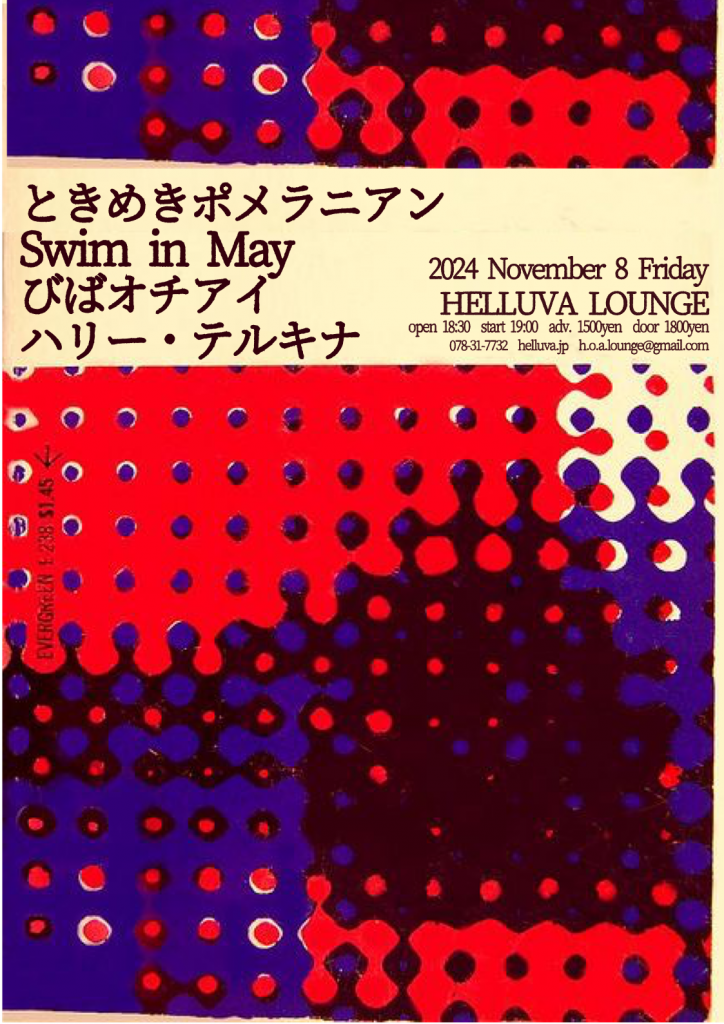 ときめきポメラニアン
Swim in May
びばオチアイ
ハリー・テルキナ
2024 November 8 Friday
HELLUVA LOUNGE
open 18:30 start 19:00 adv. 1500yen door 1800yen
078-31-7732 helluva.jp h.o.a.lounge@gmail.com
EVERGREEN E 238 $1.45